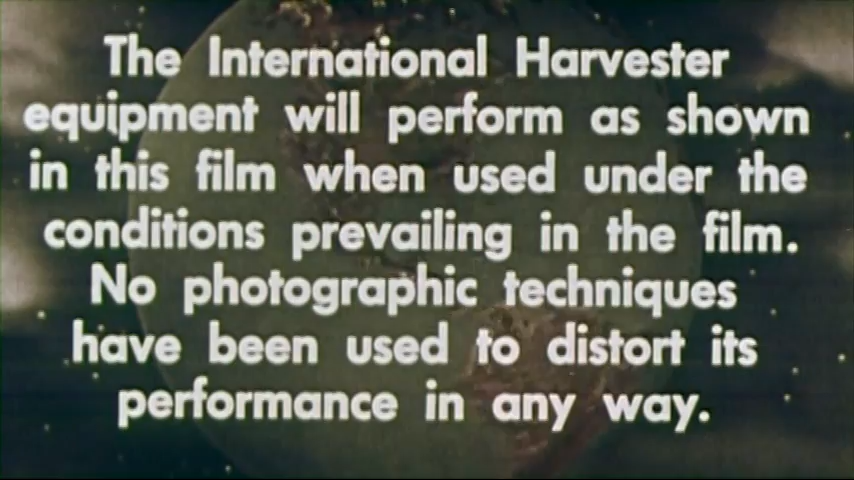 The International Harvester
equipment will perform as shown
in this film when used under the
conditions prevailing in the film.
No photographic techniques
have been used to distort its
performance in any way.